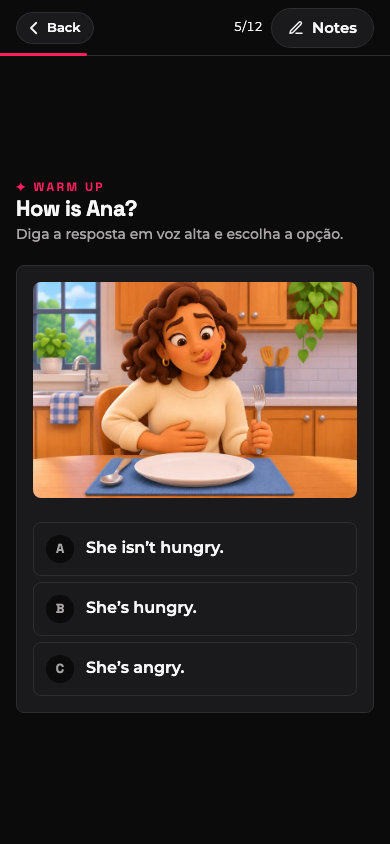 Back
5/12
Notes
✦ WARM UP
How is Ana?
Diga a resposta em voz alta e escolha a opção.
A
She isn’t hungry.
B
She’s hungry.
C
She’s angry.